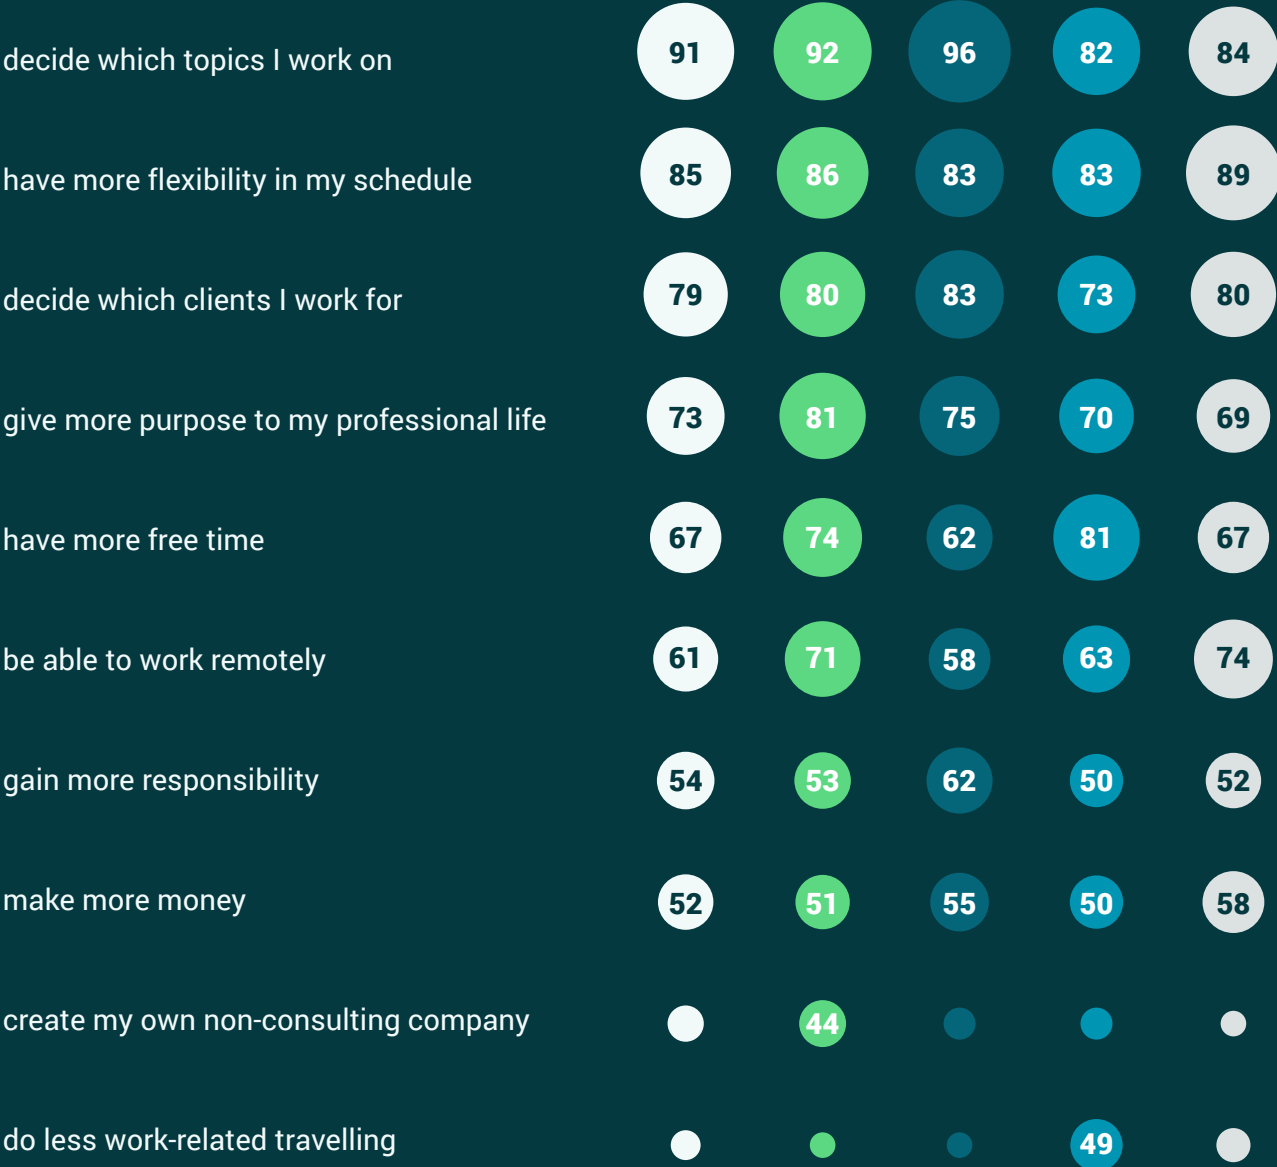 decide which topics I work on 91 92 96 82 84
have more flexibility in my schedule 85 86 83 83 89
decide which clients I work for 79 80 83 73 80
give more purpose to my professional life 73 81 75 70 69
have more free time 67 74 62 81 67
be able to work remotely 61 71 58 63 74
gain more responsibility 54 53 62 50 52
make more money 52 51 55 50 58
create my own non-consulting company 44
do less work-related travelling 49